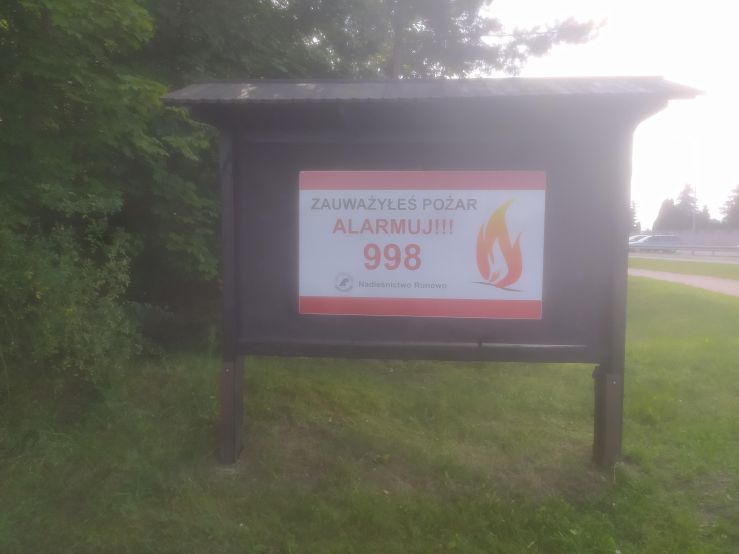 ZAUWAŻYŁEŚ POŻAR
ALARMUJ!!!
998
Nadleśnictwo Runowo